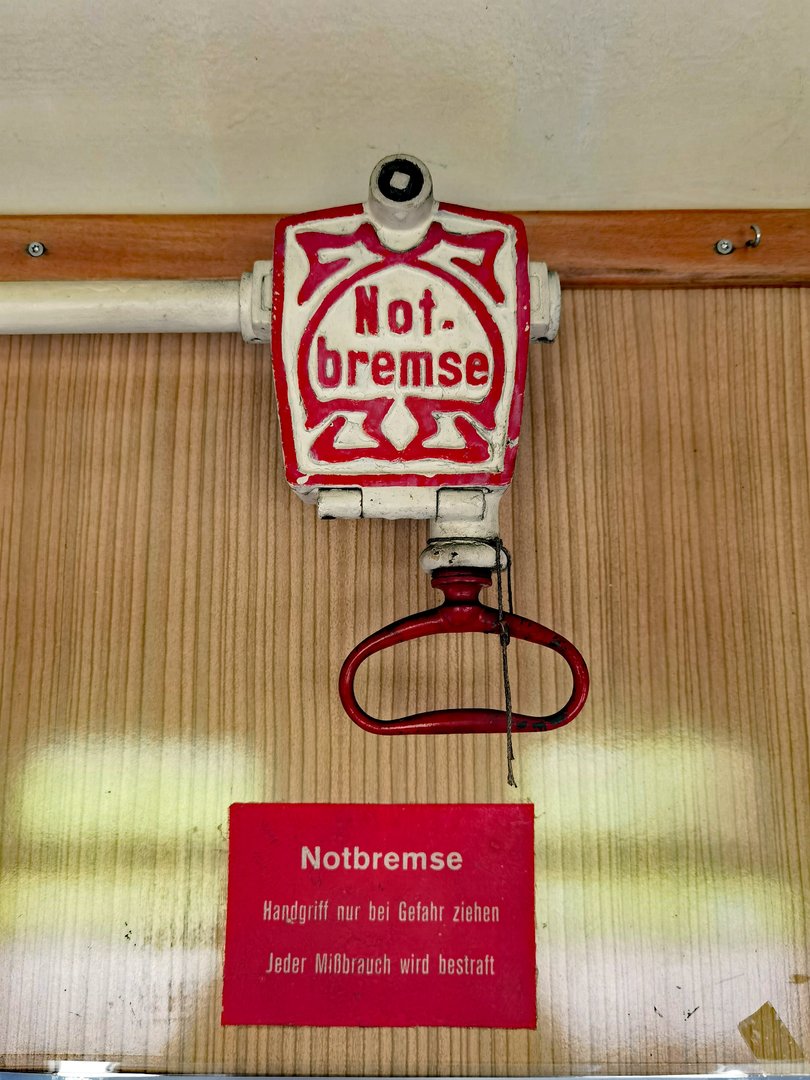 Not-
bremse
Notbremse
Handgriff nur bei Gefahr ziehen
Jeder Mißbrauch wird bestraft